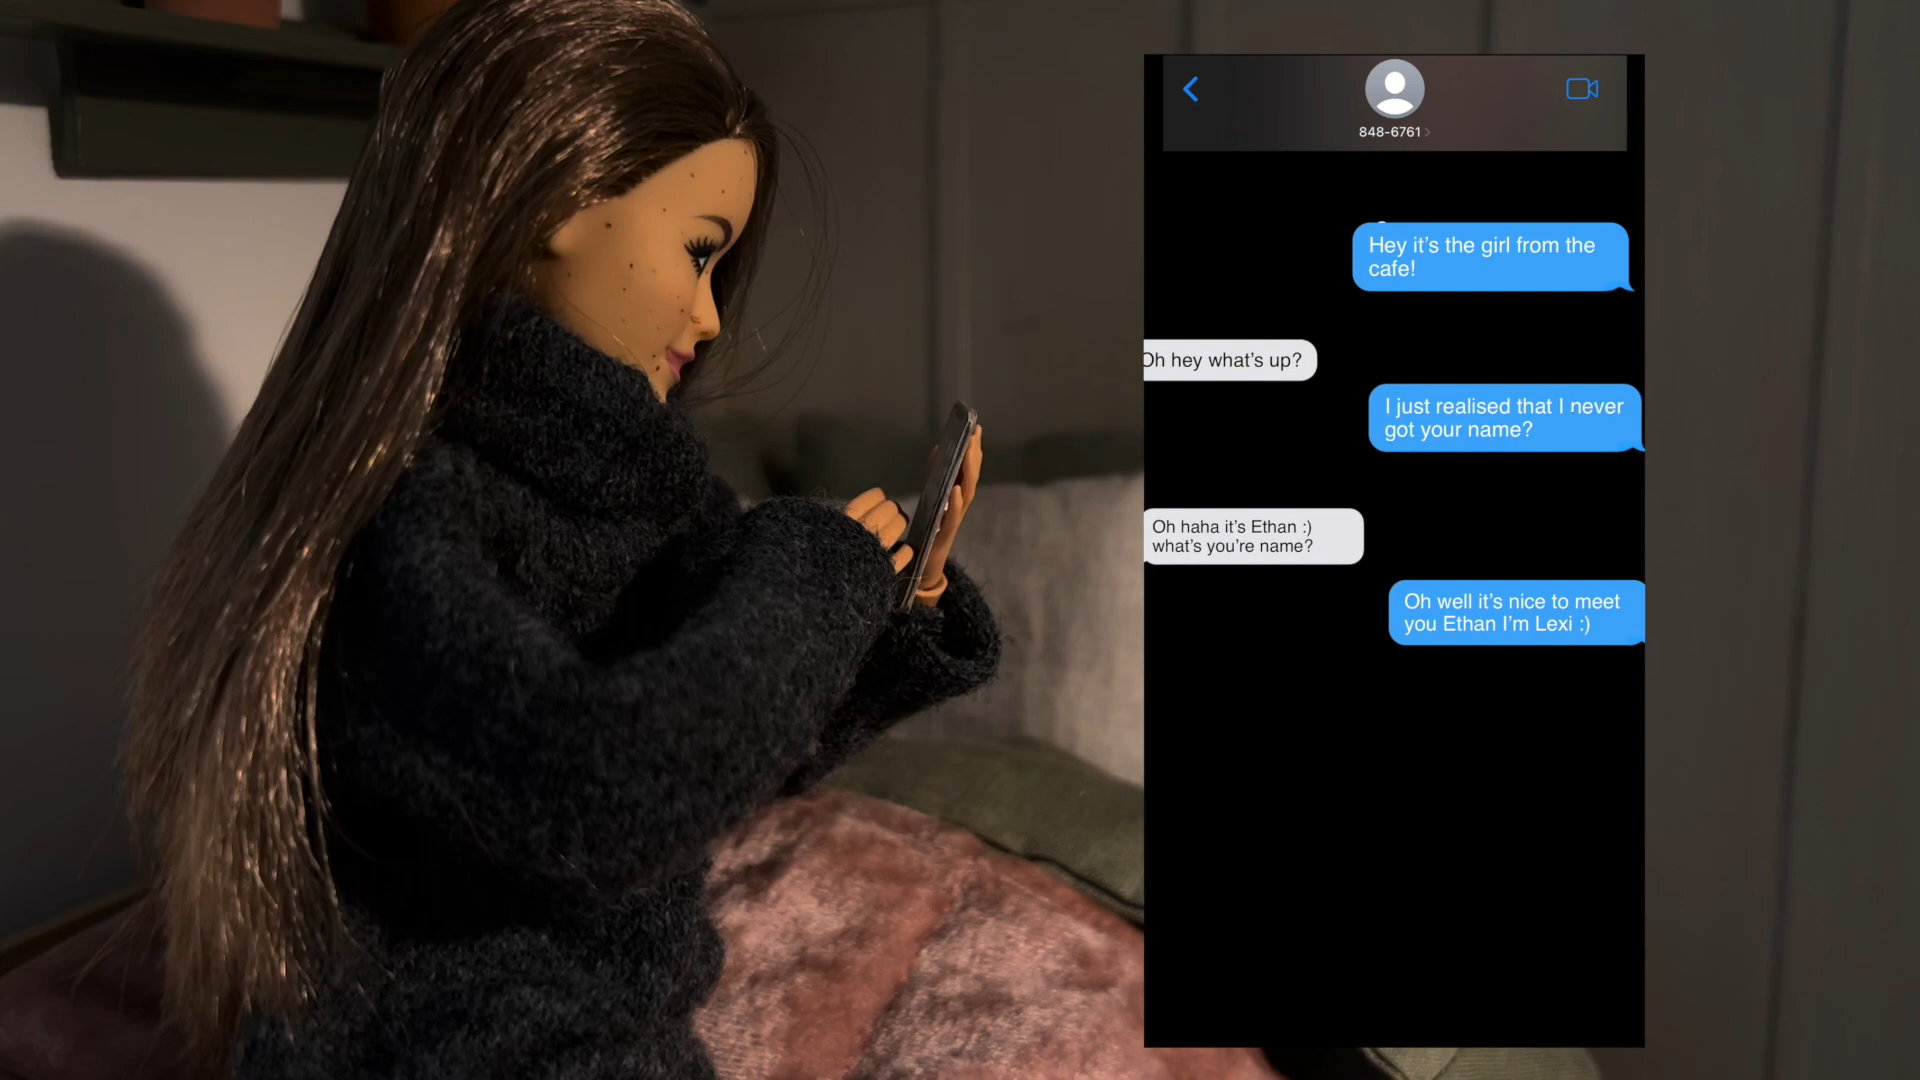 848-6761
Hey it’s the girl from the
cafe!
Oh hey what’s up?
I just realised that I never
got your name?
Oh haha it’s Ethan :)
what’s you’re name?
Oh well it’s nice to meet
you Ethan I’m Lexi :)